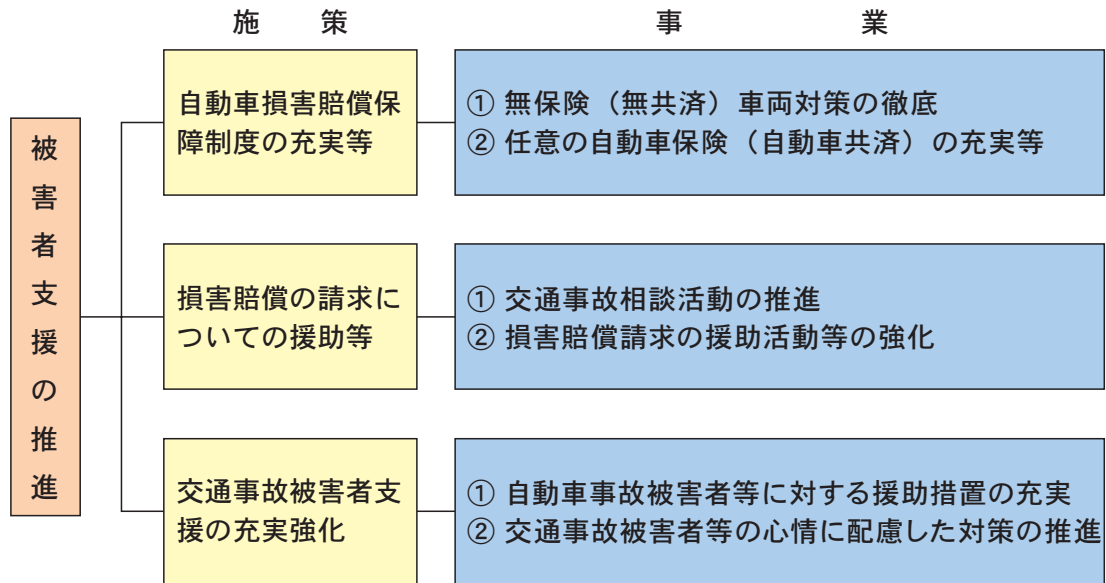 施　策
事　業
被害者支援の推進
自動車損害賠償保
障制度の充実等
① 無保険（無共済）車両対策の徹底
② 任意の自動車保険（自動車共済）の充実等
損害賠償の請求に
ついての援助等
① 交通事故相談活動の推進
② 損害賠償請求の援助活動等の強化
交通事故被害者支
援の充実強化
① 自動車事故被害者等に対する援助措置の充実
② 交通事故被害者等の心情に配慮した対策の推進